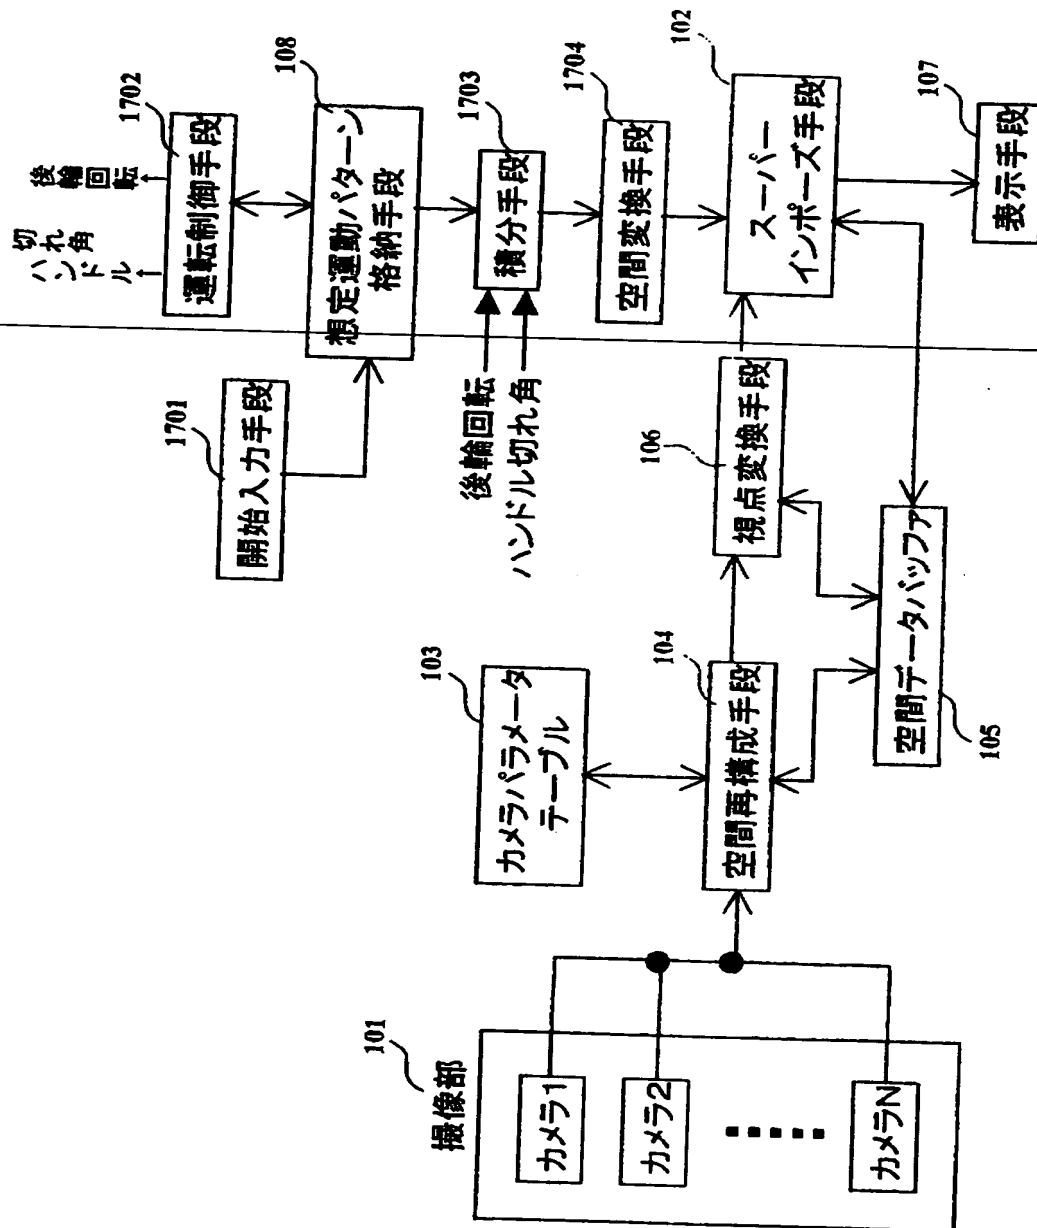 ハンドル
切れ角
後輪回転
1702
運転制御手段
1701
開始入力手段
108
想定運動パターン
格納手段
撮像部
101
カメラ1
カメラ2
カメラN
103
カメラパラメータ
テーブル
後輪回転
ハンドル切れ角
1703
積分手段
1704
空間変換手段
104
空間再構成手段
106
視点変換手段
102
スーパー
インポーズ手段
空間データバッファ
105
107
表示手段